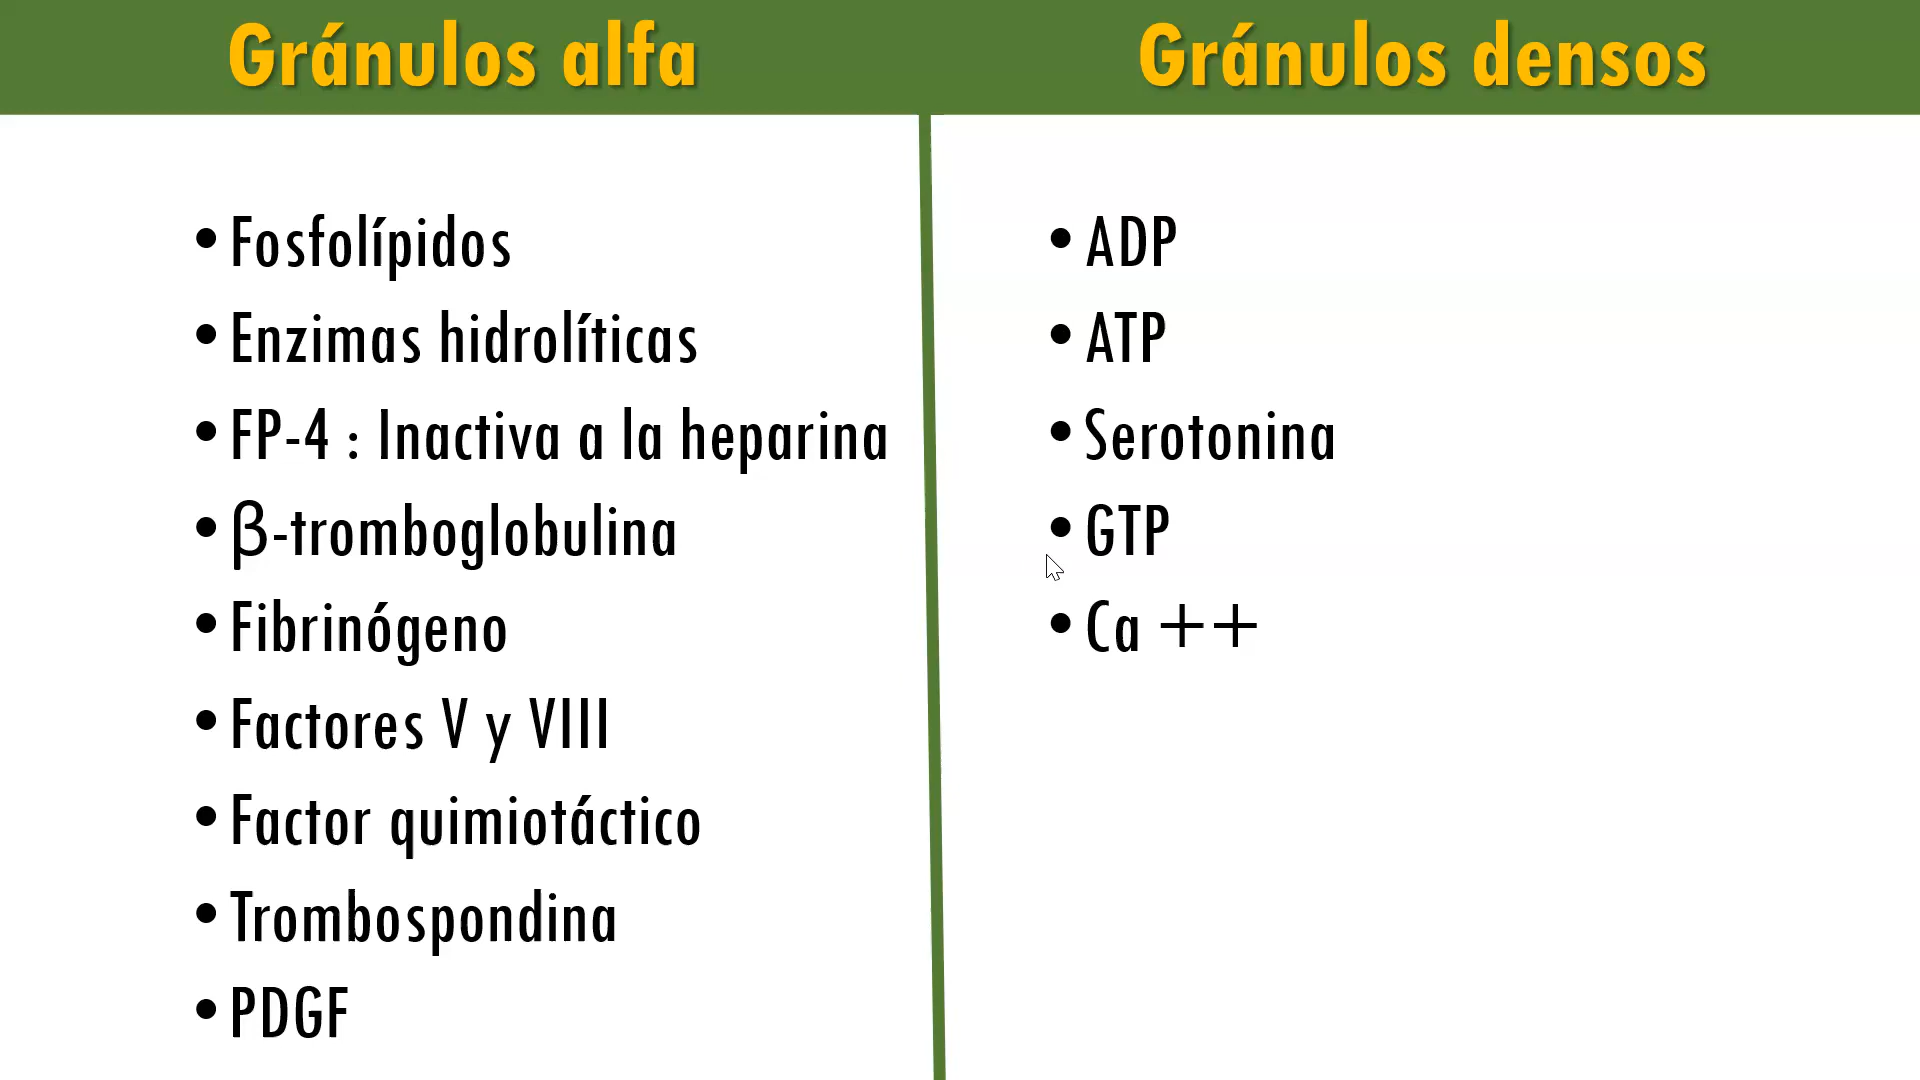 Gránulos alfa
• Fosfolípidos
• Enzimas hidrolíticas
• FP-4 : Inactiva a la heparina
• β-tromboglobulina
• Fibrinógeno
• Factores V y VIII
• Factor quimiotáctico
• Trombospondina
• PDGF
Gránulos densos
• ADP
• ATP
• Serotonina
• GTP
• Ca ++